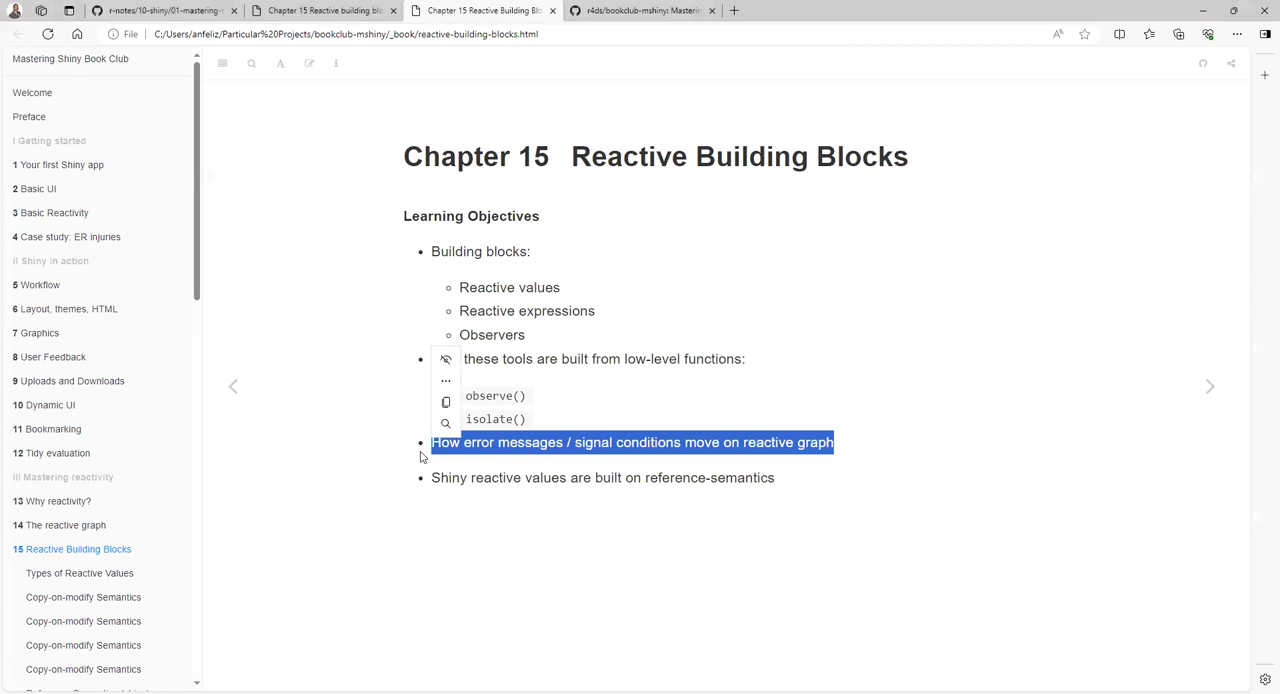 r-notes/10-shiny/01-mastering-s
Chapter 15 Reactive building blo
Chapter 15 Reactive Building Blo
r4ds/bookclub-mshiny: Masterin
File
C:/Users/anfeliz/Particular%20Projects/bookclub-mshiny/_book/reactive-building-blocks.html
Mastering Shiny Book Club
Welcome
Preface
I Getting started
1 Your first Shiny app
2 Basic UI
3 Basic Reactivity
4 Case study: ER injuries
II Shiny in action
5 Workflow
6 Layout, themes, HTML
7 Graphics
8 User Feedback
9 Uploads and Downloads
10 Dynamic UI
11 Bookmarking
12 Tidy evaluation
III Mastering reactivity
13 Why reactivity?
14 The reactive graph
15 Reactive Building Blocks
Types of Reactive Values
Copy-on-modify Semantics
Copy-on-modify Semantics
Copy-on-modify Semantics
Copy-on-modify Semantics
Chapter 15 Reactive Building Blocks
Learning Objectives
Building blocks:
Reactive values
Reactive expressions
Observers
these tools are built from low-level functions:
observe()
isolate()
How error messages / signal conditions move on reactive graph
Shiny reactive values are built on reference-semantics